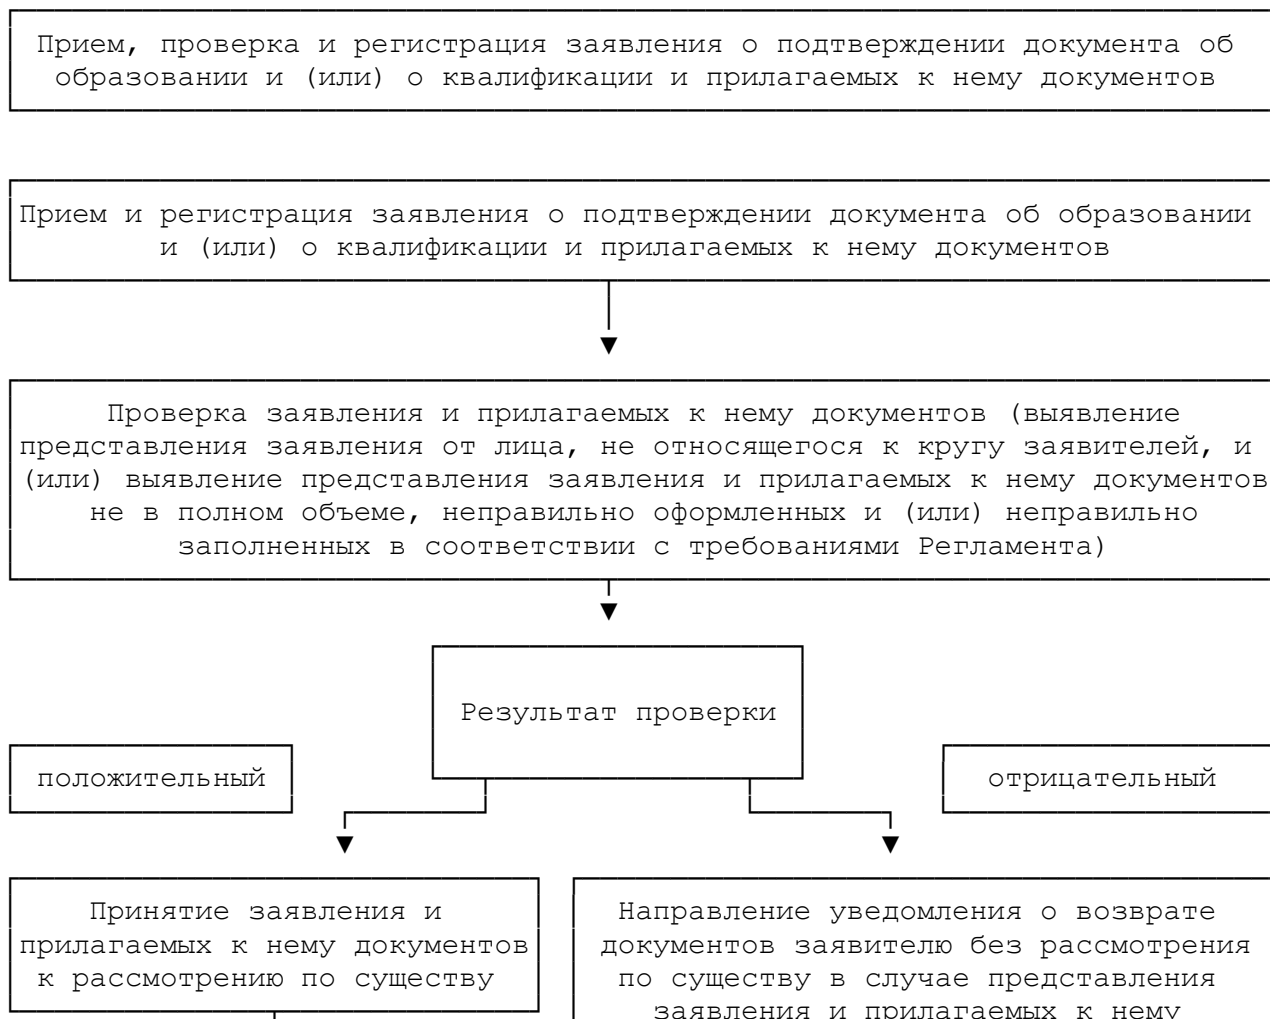 Прием, проверка и регистрация заявления о подтверждении документа об
образовании и (или) о квалификации и прилагаемых к нему документов
Прием и регистрация заявления о подтверждении документа об образовании
и (или) о квалификации и прилагаемых к нему документов
Проверка заявления и прилагаемых к нему документов (выявление
представления заявления от лица, не относящегося к кругу заявителей, и
(или) выявление представления заявления и прилагаемых к нему документов
не в полном объеме, неправильно оформленных и (или) неправильно
заполненных в соответствии с требованиями Регламента)
Результат проверки
положительный
отрицательный
Принятие заявления и
прилагаемых к нему документов
к рассмотрению по существу
Направление уведомления о возврате
документов заявителю без рассмотрения
по существу в случае представления
заявления и прилагаемых к нему